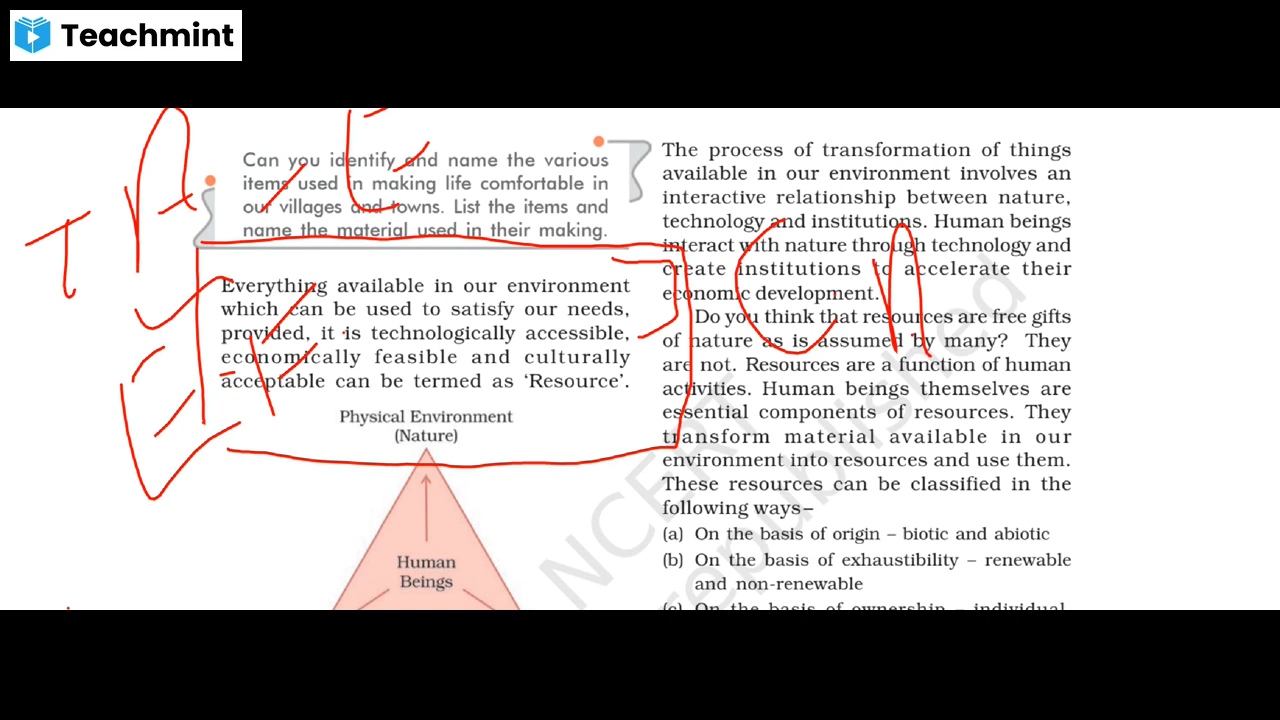 Teachmint
Can you identify and name the various
items used in making life comfortable in
our villages and towns. List the items and
name the material used in their making.
Everything available in our environment
which can be used to satisfy our needs,
provided, it is technologically accessible,
economically feasible and culturally
acceptable can be termed as ‘Resource’.
Physical Environment
(Nature)
Human
Beings
The process of transformation of things
available in our environment involves an
interactive relationship between nature,
technology and institutions. Human beings
interact with nature through technology and
create institutions to accelerate their
economic development.
Do you think that resources are free gifts
of nature as is assumed by many? They
are not. Resources are a function of human
activities. Human beings themselves are
essential components of resources. They
transform material available in our
environment into resources and use them.
These resources can be classified in the
following ways–
(a) On the basis of origin – biotic and abiotic
(b) On the basis of exhaustibility – renewable
and non-renewable
(c) On the basis of ownership – individual,
NCERT
republished